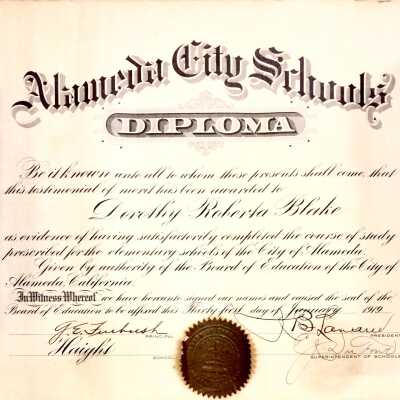 Alameda City Schools
DIPLOMA
Be it known unto all to whom these presents shall come, that
this testimonial of merit has been awarded to
Dorothy Roberta Blake
as evidence of having satisfactorily completed the course of study
prescribed for the elementary schools of the City of Alameda.
Given by authority of the Board of Education of the City of
Alameda, California.
In Witness Whereof we have hereunto signed our names and caused the seal of the
Board of Education to be affixed this Thirty first day of January 1919
PRINCIPAL
PRESIDENT
Haight
SCHOOL
SUPERINTENDENT OF SCHOOLS